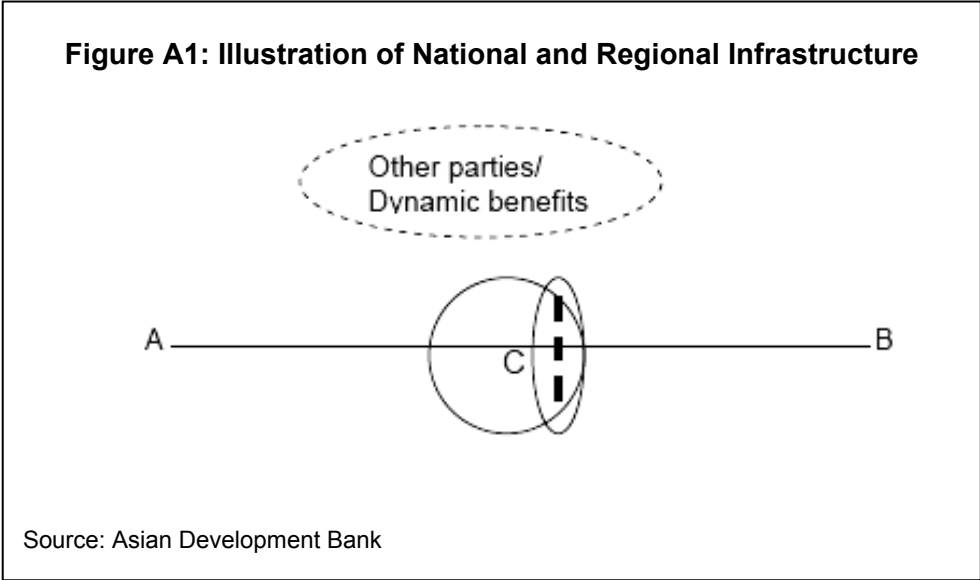 Figure A1: Illustration of National and Regional Infrastructure
Other parties/
Dynamic benefits
A
B
C
Source: Asian Development Bank